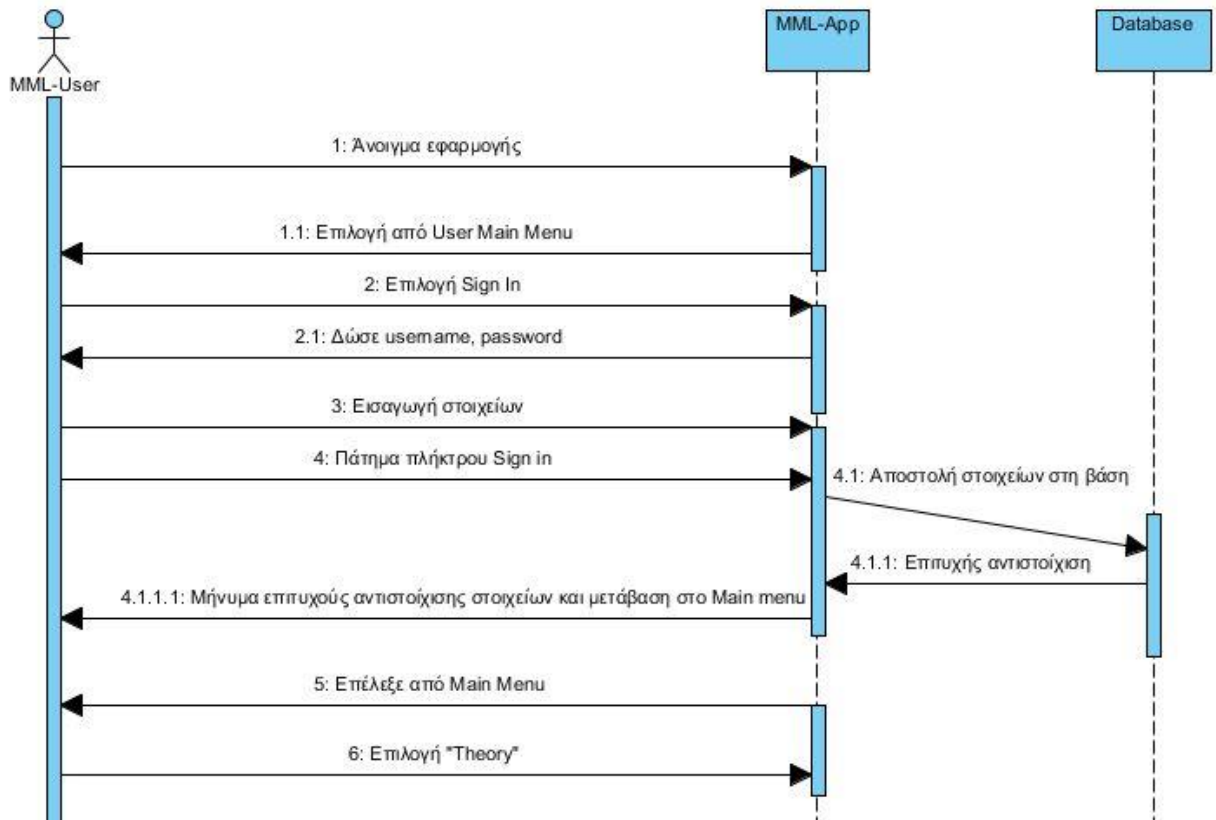 MML-App
Database
MML-User
1: Άνοιγμα εφαρμογής
1.1: Επιλογή από User Main Menu
2: Επιλογή Sign In
2.1: Δώσε username, password
3: Εισαγωγή στοιχείων
4: Πάτημα πλήκτρου Sign in
4.1: Αποστολή στοιχείων στη βάση
4.1.1: Επιτυχής αντιστοίχιση
4.1.1.1: Μήνυμα επιτυχούς αντιστοίχισης στοιχείων και μετάβαση στο Main menu
5: Επέλεξε από Main Menu
6: Επιλογή "Theory"